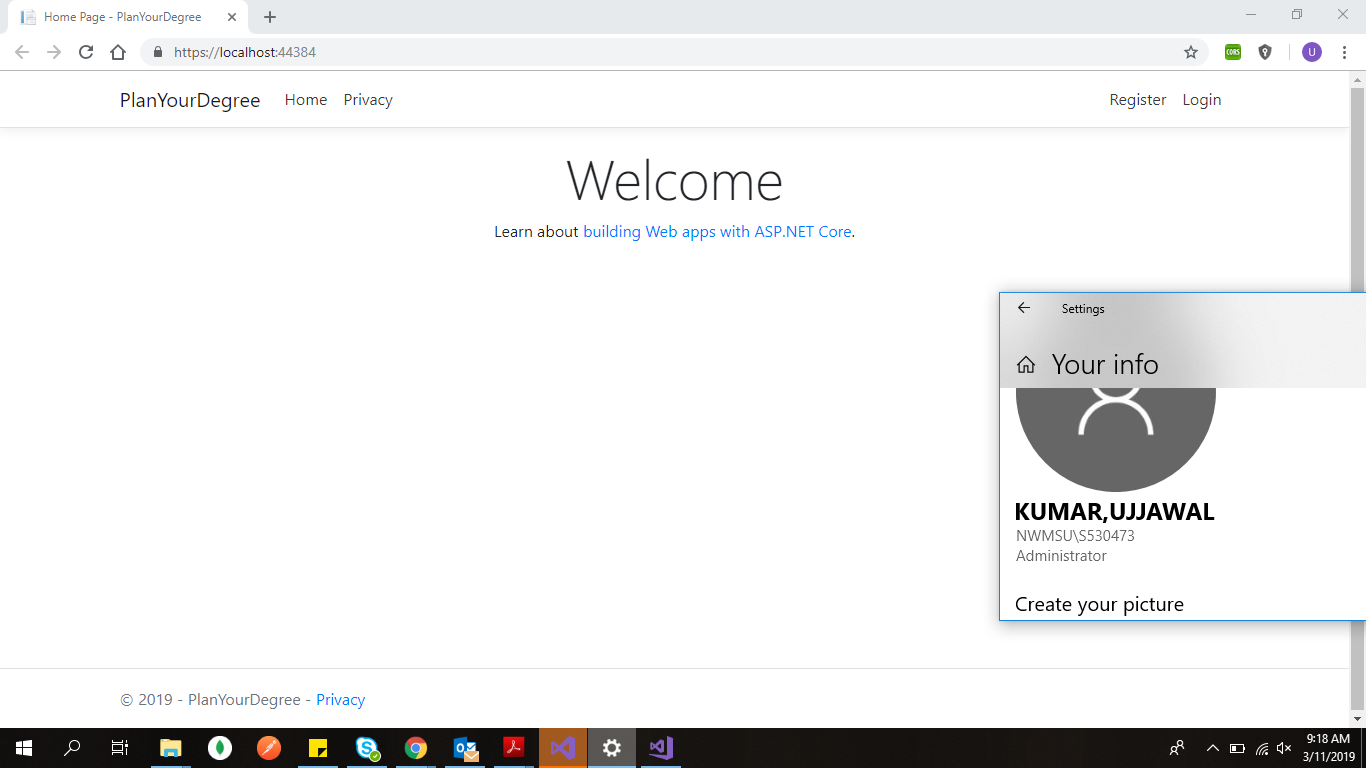 Home Page - PlanYourDegree
https://localhost:44384
CORS
U
PlanYourDegree Home Privacy Register Login
Welcome
Learn about building Web apps with ASP.NET Core.
Settings
Your info
KUMAR,UJJAWAL
NWMSU\S530473
Administrator
Create your picture
© 2019 - PlanYourDegree - Privacy
9:18 AM
3/11/2019